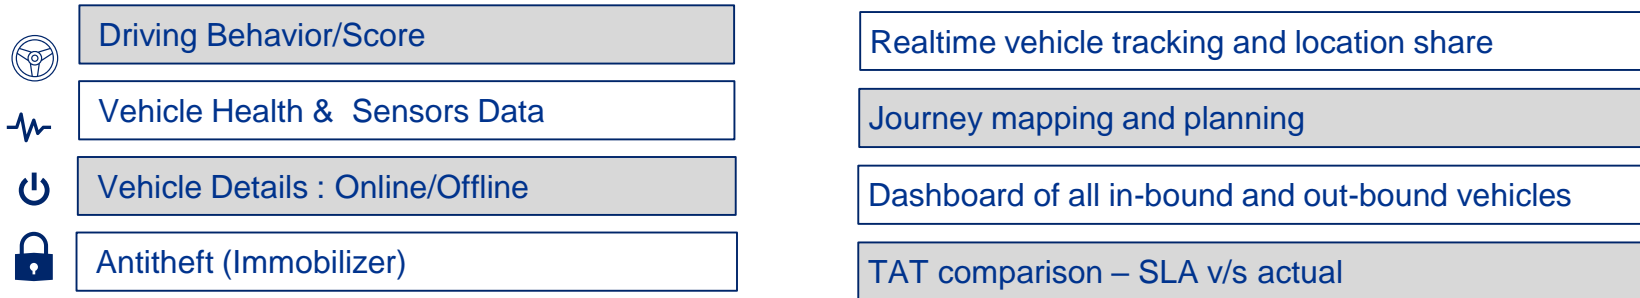 Driving Behavior/Score
Vehicle Health & Sensors Data
Vehicle Details : Online/Offline
Antitheft (Immobilizer)
Realtime vehicle tracking and location share
Journey mapping and planning
Dashboard of all in-bound and out-bound vehicles
TAT comparison – SLA v/s actual